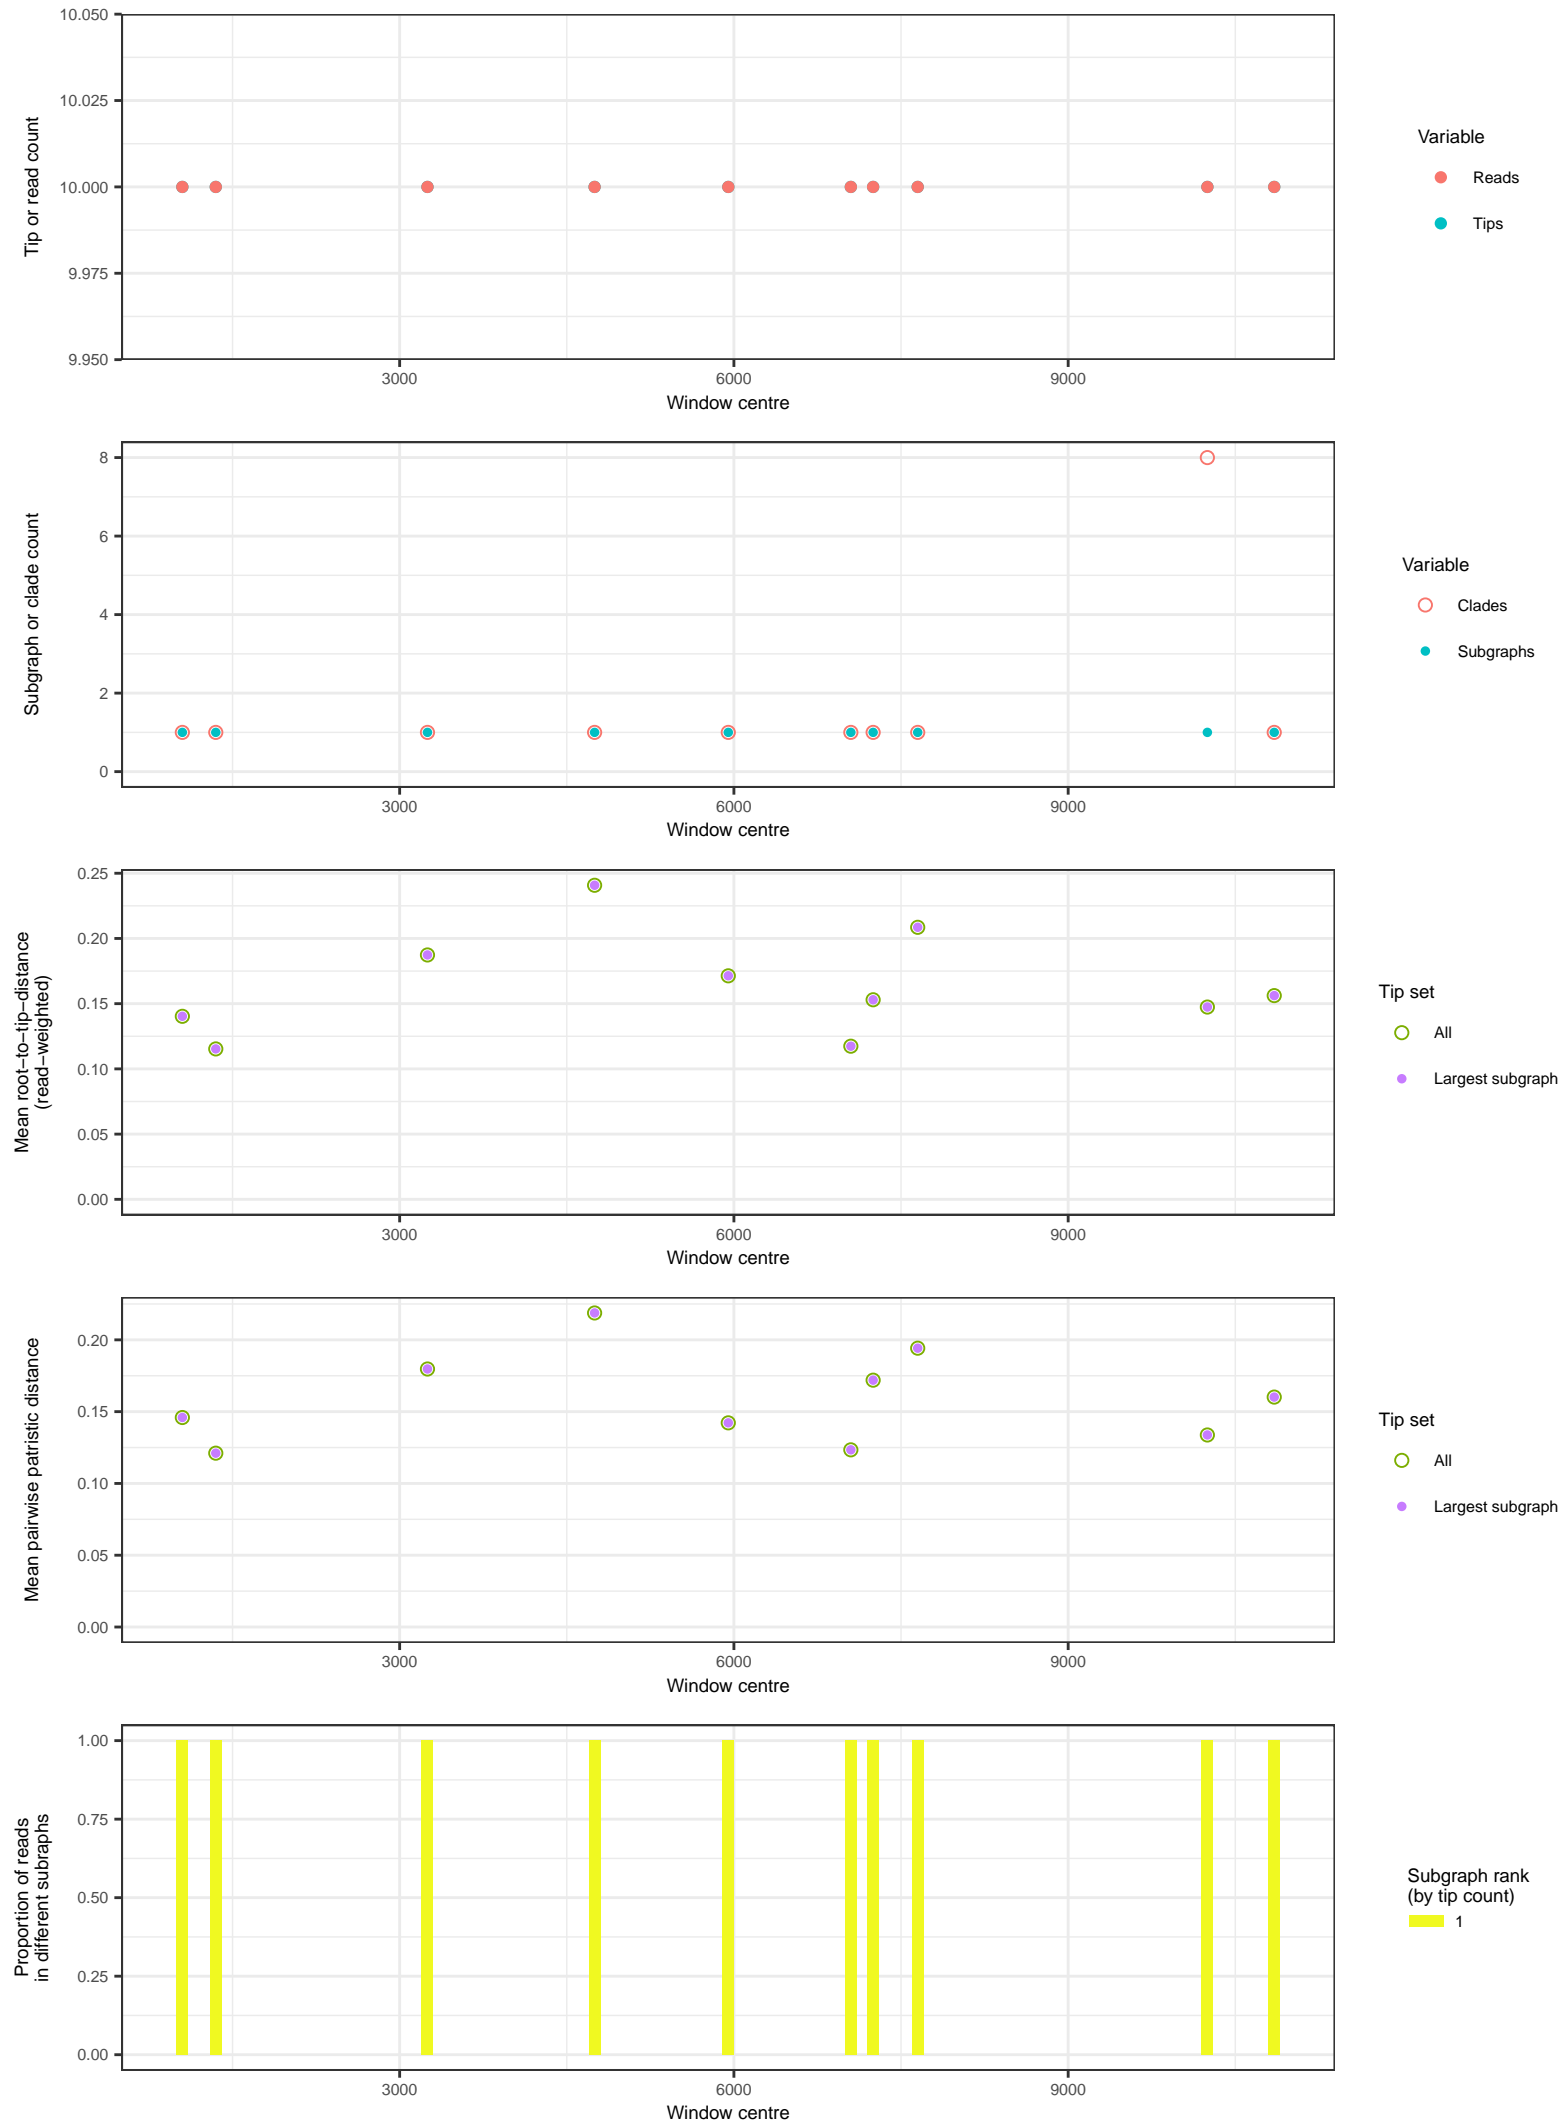 10.050
10.025
10.000
9.975
9.950
Tip or read count
3000 6000 9000
Window centre
Variable
Reads
Tips
8
6
4
2
0
Subgraph or clade count
3000 6000 9000
Window centre
Variable
Clades
Subgraphs
0.25
0.20
0.15
0.10
0.05
0.00
Mean root−to−tip−distance
(read−weighted)
3000 6000 9000
Window centre
Tip set
All
Largest subgraph
0.20
0.15
0.10
0.05
0.00
Mean pairwise patristic distance
3000 6000 9000
Window centre
Tip set
All
Largest subgraph
1.00
0.75
0.50
0.25
0.00
Proportion of reads
in different subraphs
3000 6000 9000
Window centre
Subgraph rank
(by tip count)
1